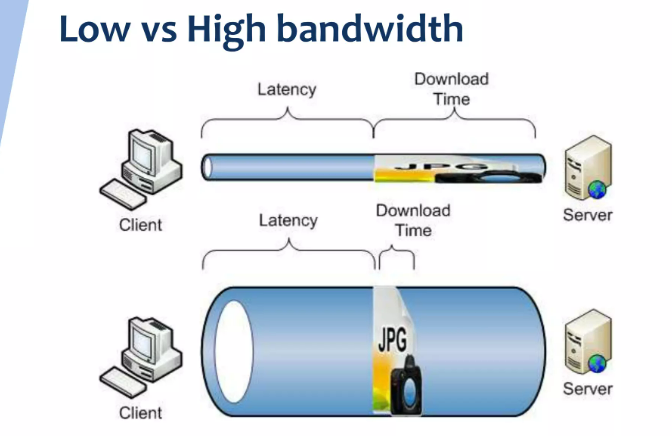 Low vs High bandwidth
Latency
Download
Time
JPG
Client
Server
Latency
Download
Time
JPG
Client
Server